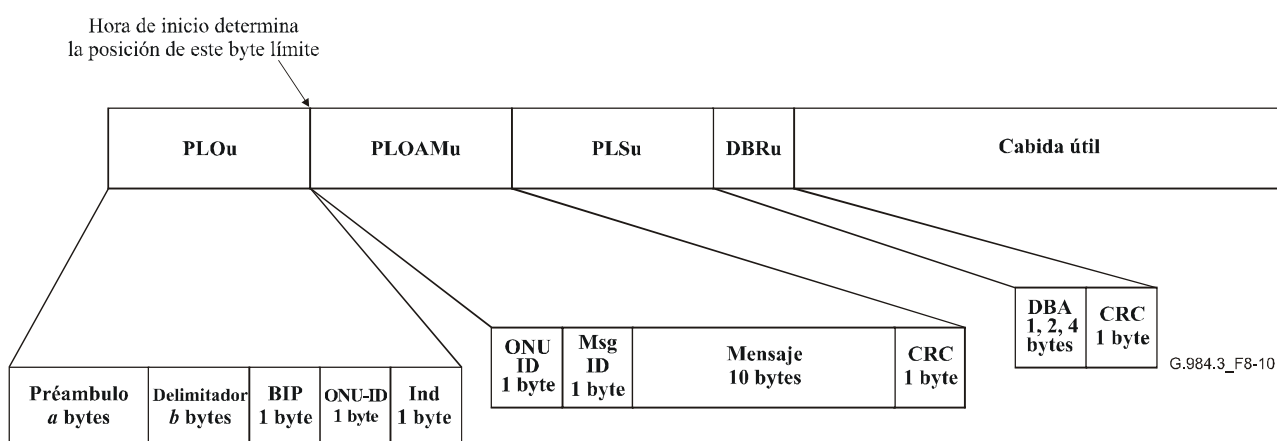 Hora de inicio determina
la posición de este byte límite
PLOu
PLOAMu
PLSu
DBRu
Cabida útil
DBA
1, 2, 4
bytes
CRC
1 byte
G.984.3_F8-10
ONU
ID
1 byte
Msg
ID
1 byte
Mensaje
10 bytes
CRC
1 byte
Préambulo
a bytes
Delimitador
b bytes
BIP
1 byte
ONU-ID
1 byte
Ind
1 byte